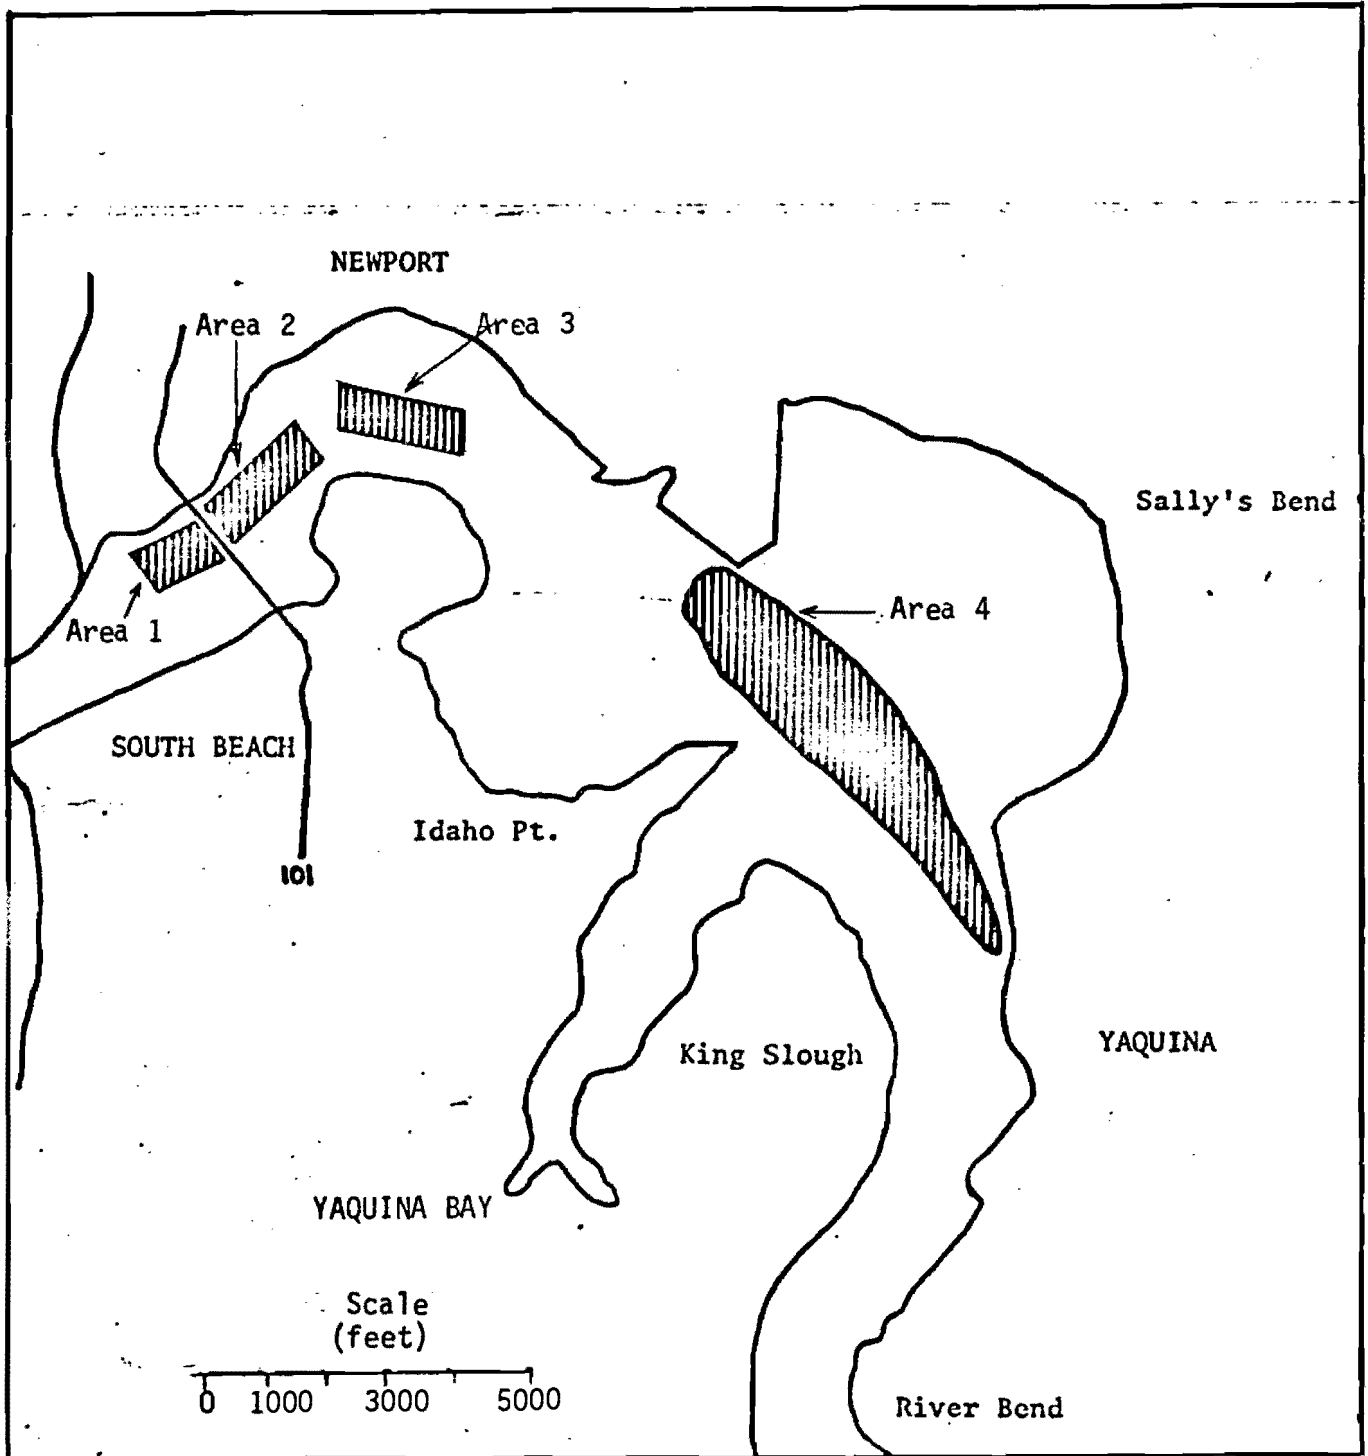 NEWPORT
Area 2
Area 3
Sally's Bend
Area 4
Area 1
SOUTH BEACH
Idaho Pt.
101
King Slough
YAQUINA
YAQUINA BAY
Scale
(feet)
0 1000 3000 5000
River Bend